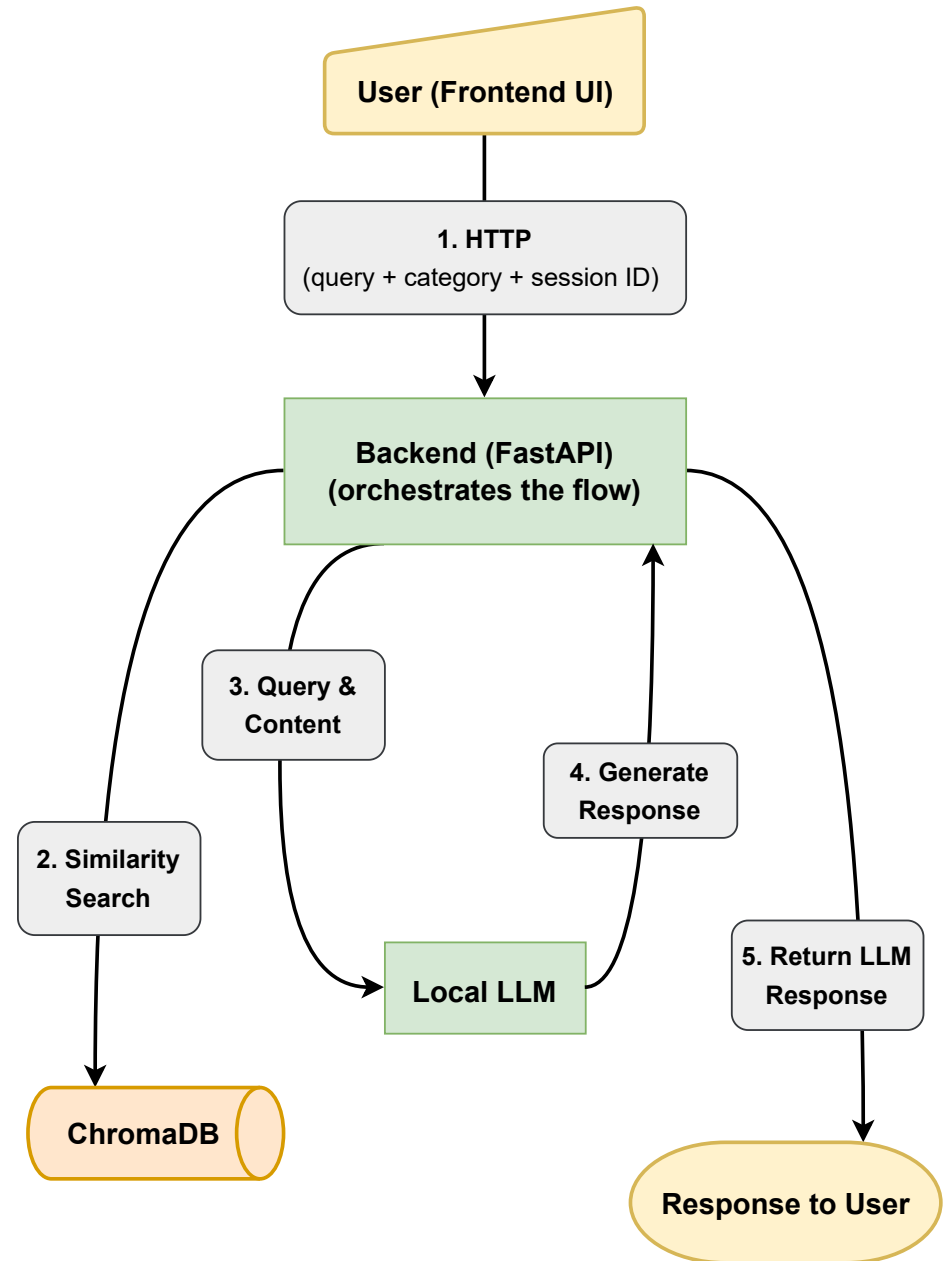 User (Frontend UI)
1. HTTP
(query + category + session ID)
Backend (FastAPI)
(orchestrates the flow)
3. Query &
Content
4. Generate
Response
2. Similarity
Search
5. Return LLM
Response
Local LLM
ChromaDB
Response to User